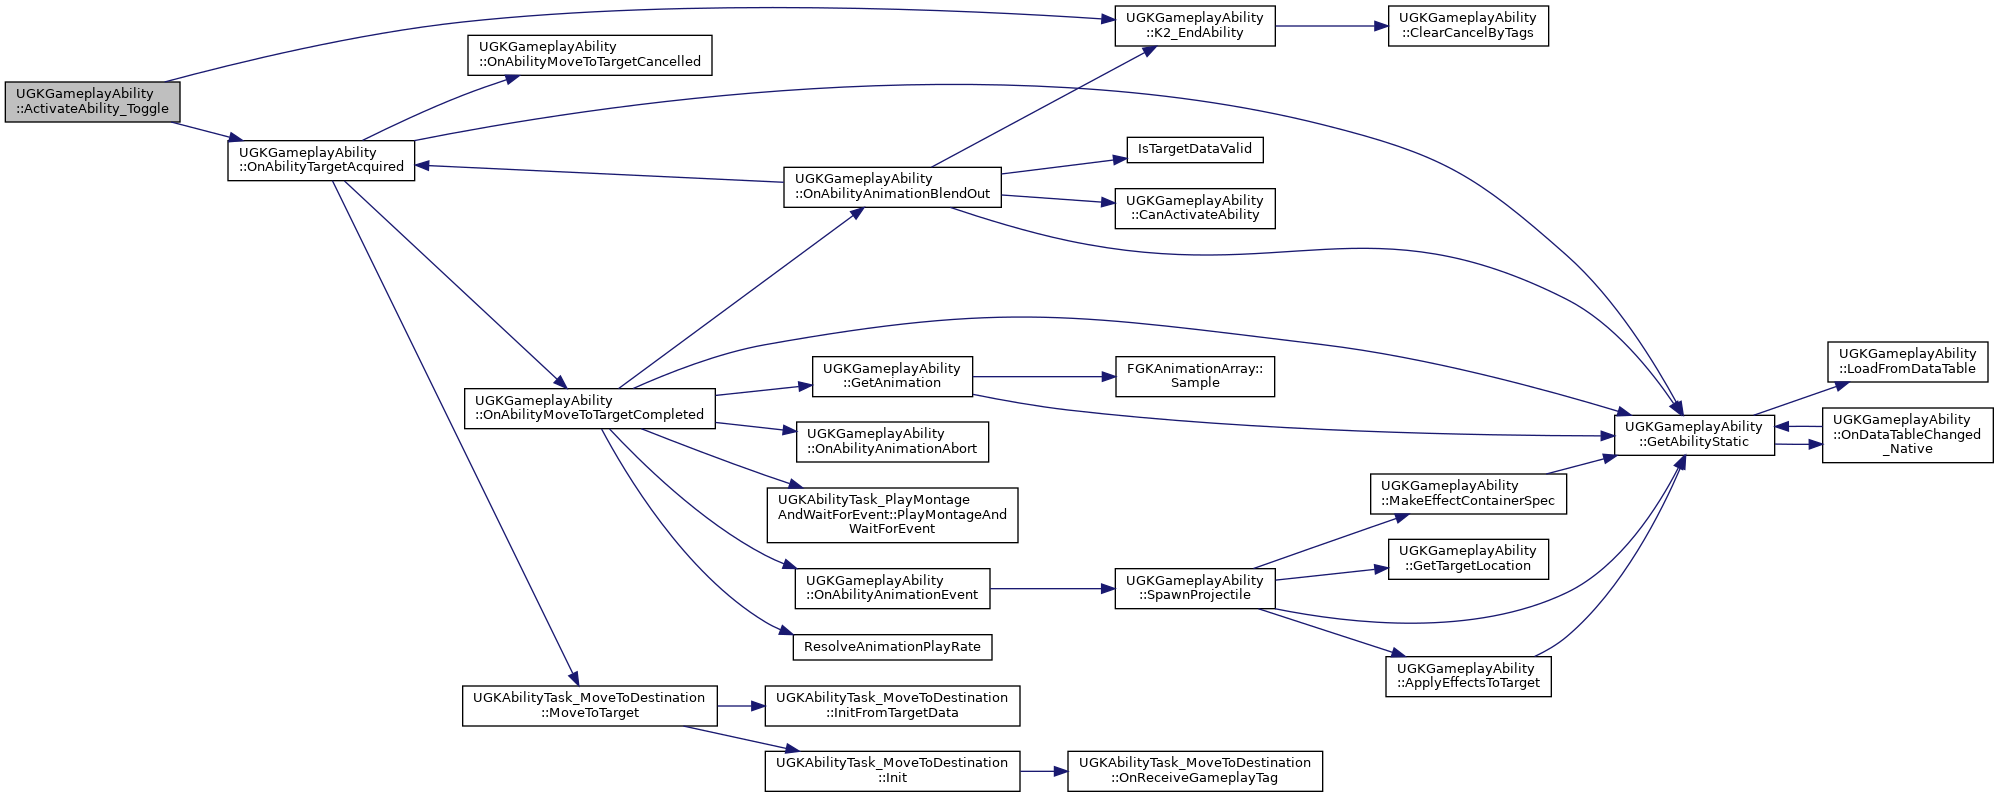 UGKGameplayAbility
::ActivateAbility_Toggle
UGKGameplayAbility
::OnAbilityTargetAcquired
UGKGameplayAbility
::OnAbilityMoveToTargetCancelled
UGKGameplayAbility
::OnAbilityMoveToTargetCompleted
UGKAbilityTask_MoveToDestination
::MoveToTarget
UGKGameplayAbility
::OnAbilityAnimationBlendOut
UGKGameplayAbility
::GetAnimation
UGKGameplayAbility
::OnAbilityAnimationAbort
UGKAbilityTask_PlayMontage
AndWaitForEvent::PlayMontageAnd
WaitForEvent
UGKGameplayAbility
::OnAbilityAnimationEvent
ResolveAnimationPlayRate
UGKAbilityTask_MoveToDestination
::InitFromTargetData
UGKAbilityTask_MoveToDestination
::Init
UGKGameplayAbility
::K2_EndAbility
IsTargetDataValid
UGKGameplayAbility
::CanActivateAbility
FGKAnimationArray::
Sample
UGKGameplayAbility
::SpawnProjectile
UGKAbilityTask_MoveToDestination
::OnReceiveGameplayTag
UGKGameplayAbility
::ClearCancelByTags
UGKGameplayAbility
::MakeEffectContainerSpec
UGKGameplayAbility
::GetTargetLocation
UGKGameplayAbility
::ApplyEffectsToTarget
UGKGameplayAbility
::GetAbilityStatic
UGKGameplayAbility
::LoadFromDataTable
UGKGameplayAbility
::OnDataTableChanged
_Native